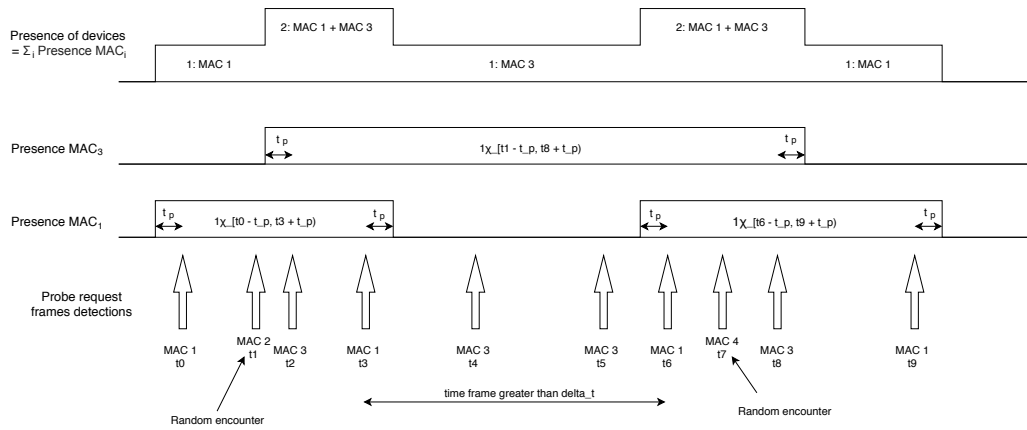 Presence of devices
= Σ_i Presence MAC_i
2: MAC 1 + MAC 3
2: MAC 1 + MAC 3
1: MAC 1
1: MAC 3
1: MAC 1
Presence MAC_3
t_p
1χ_[t1 - t_p, t8 + t_p)
t_p
Presence MAC_1
t_p
1χ_[t0 - t_p, t3 + t_p)
t_p
t_p
1χ_[t6 - t_p, t9 + t_p)
t_p
Probe request
frames detections
MAC 1
t0
MAC 2
t1
MAC 3
t2
MAC 1
t3
MAC 3
t4
MAC 3
t5
MAC 1
t6
MAC 4
t7
MAC 3
t8
MAC 1
t9
Random encounter
time frame greater than delta_t
Random encounter